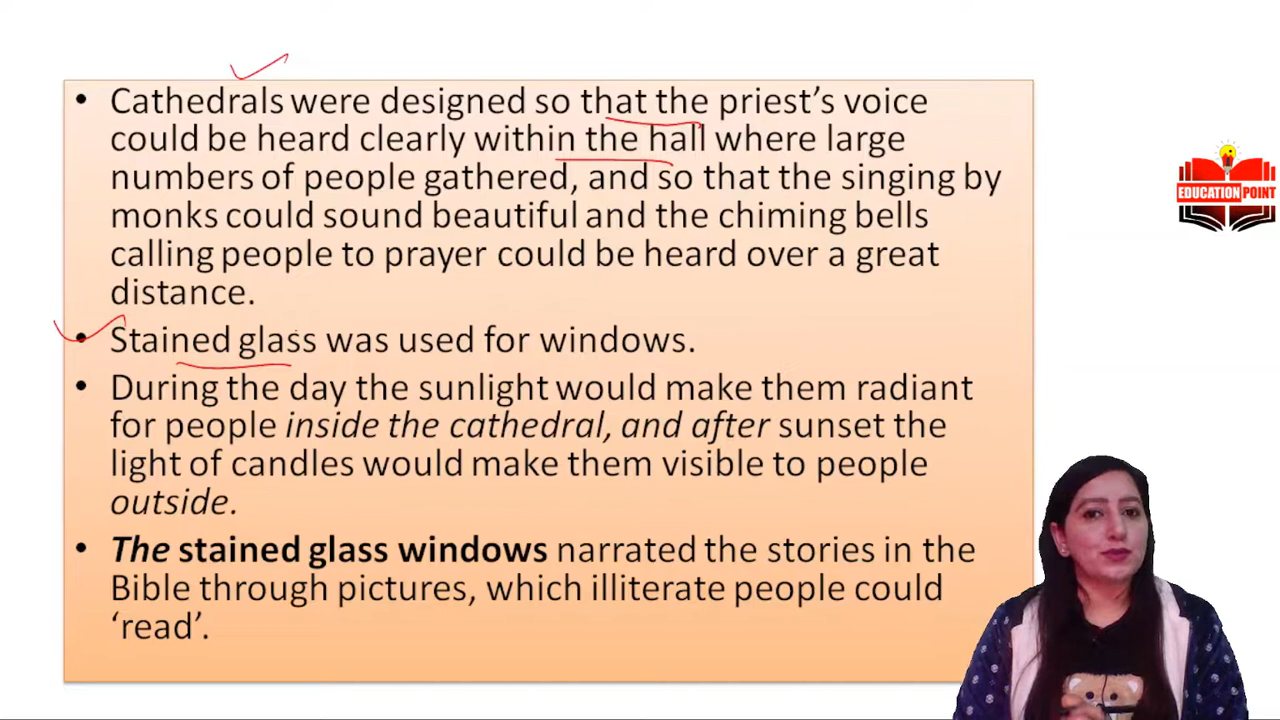 • Cathedrals were designed so that the priest’s voice
could be heard clearly within the hall where large
numbers of people gathered, and so that the singing by
monks could sound beautiful and the chiming bells
calling people to prayer could be heard over a great
distance.
• Stained glass was used for windows.
• During the day the sunlight would make them radiant
for people inside the cathedral, and after sunset the
light of candles would make them visible to people
outside.
• The stained glass windows narrated the stories in the
Bible through pictures, which illiterate people could
‘read’.
EDUCATION POINT